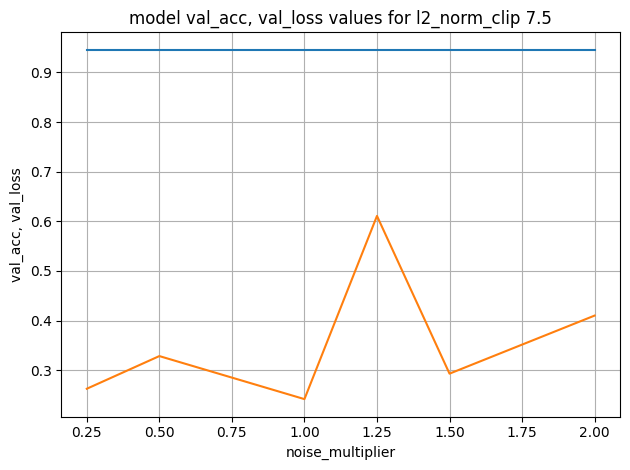 model val_acc, val_loss values for l2_norm_clip 7.5
val_acc, val_loss
0.9
0.8
0.7
0.6
0.5
0.4
0.3
0.25 0.50 0.75 1.00 1.25 1.50 1.75 2.00
noise_multiplier